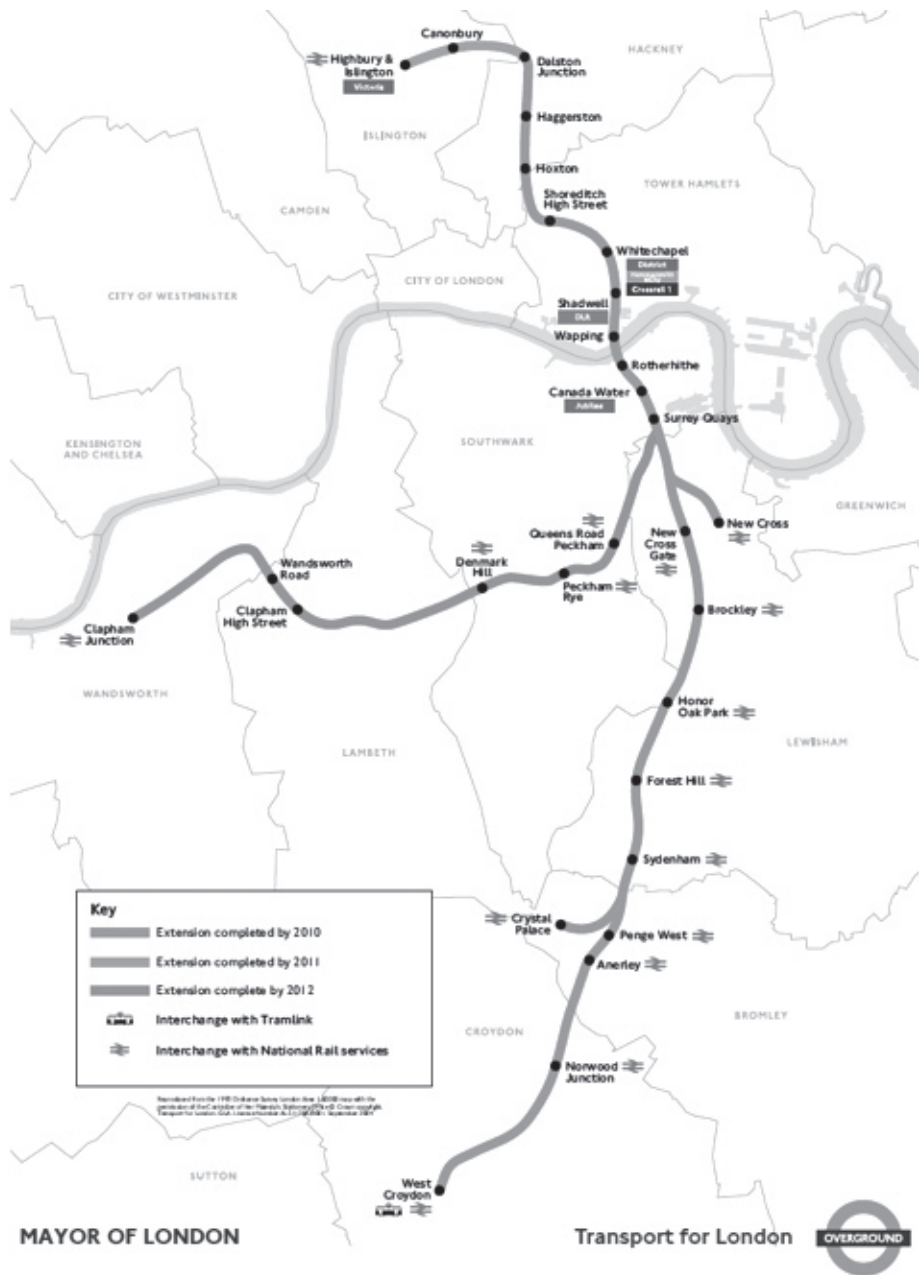 Canonbury
HACKNEY
Highbury &
Islington
Victoria
Dalston
Junction
Haggerston
ISLINGTON
Hoxton
TOWER HAMLETS
Shoreditch
High Street
CAMDEN
Whitechapel
District
Crossrail 1
CITY OF LONDON
CITY OF WESTMINSTER
Shadwell
DLR
Wapping
Rotherhithe
Canada Water
Jubilee
Surrey Quays
KENSINGTON
AND CHELSEA
SOUTHWARK
GREENWICH
New Cross
Queens Road
Peckham
New
Cross
Gate
Denmark
Hill
Wandsworth
Road
Peckham
Rye
Clapham
High Street
Brockley
Clapham
Junction
WANDSWORTH
Honor
Oak Park
LAMBETH
LEWISHAM
Forest Hill
Sydenham
Key
Extension completed by 2010
Extension completed by 2011
Extension complete by 2012
Interchange with Tramlink
Interchange with National Rail services
Crystal
Palace
Penge West
Anerley
BROMLEY
CROYDON
Norwood
Junction
SUTTON
West
Croydon
MAYOR OF LONDON
Transport for London
OVERGROUND